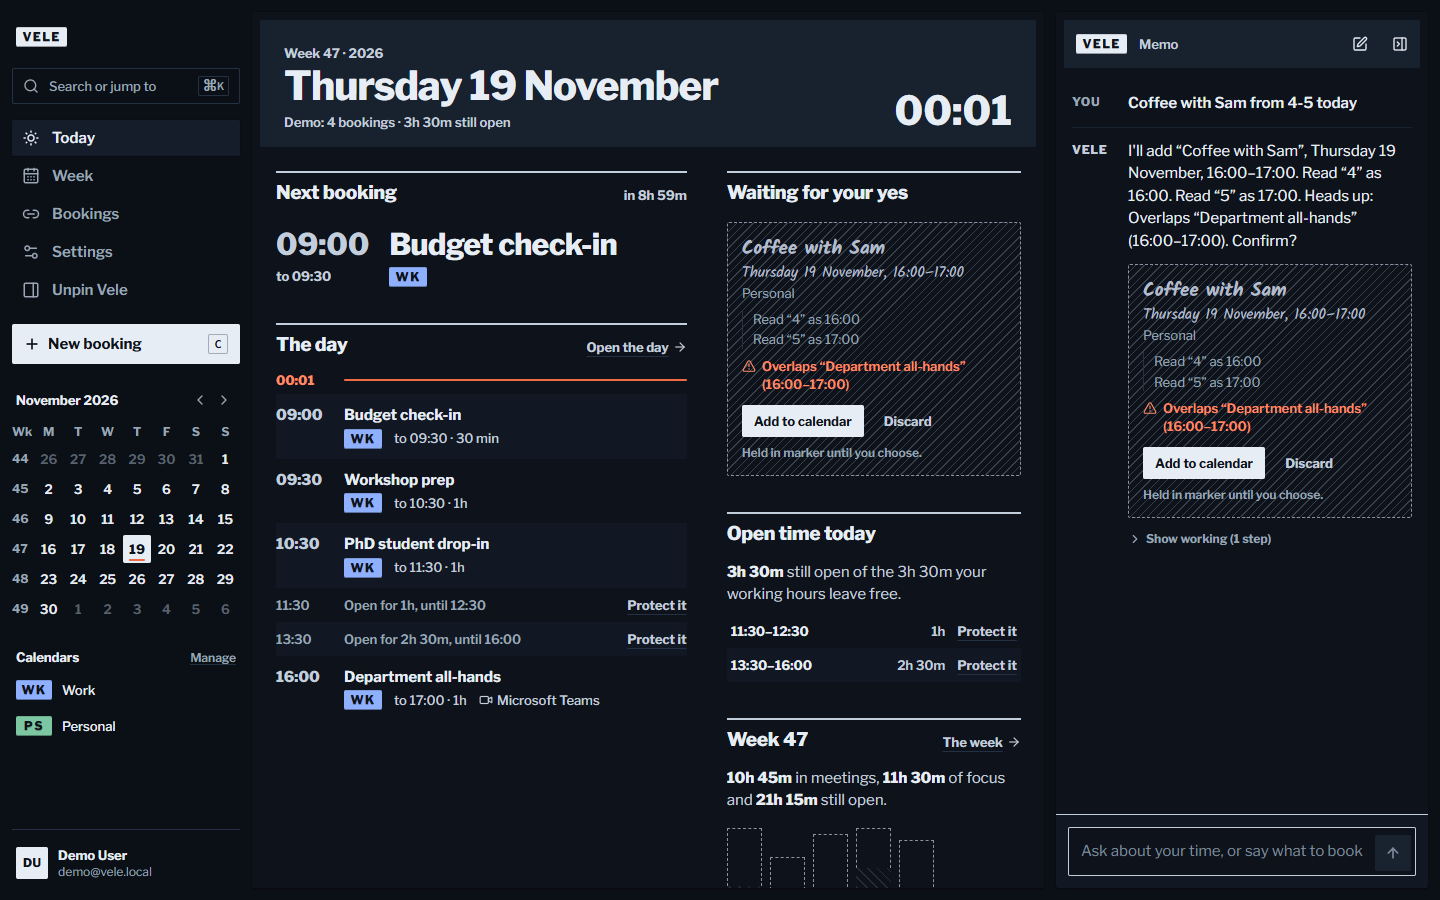 VELE
Search or jump to ⌘K
Today
Week
Bookings
Settings
Unpin Vele
+ New booking C
November 2026
Wk M T W T F S S
44 26 27 28 29 30 31 1
45 2 3 4 5 6 7 8
46 9 10 11 12 13 14 15
47 16 17 18 19 20 21 22
48 23 24 25 26 27 28 29
49 30 1 2 3 4 5 6
Calendars Manage
WK Work
PS Personal
DU Demo User
demo@vele.local
Week 47 · 2026
Thursday 19 November
Demo: 4 bookings · 3h 30m still open
00:01
Next booking in 8h 59m
09:00 Budget check-in
to 09:30 WK
The day Open the day →
00:01
09:00 Budget check-in
WK to 09:30 · 30 min
09:30 Workshop prep
WK to 10:30 · 1h
10:30 PhD student drop-in
WK to 11:30 · 1h
11:30 Open for 1h, until 12:30 Protect it
13:30 Open for 2h 30m, until 16:00 Protect it
16:00 Department all-hands
WK to 17:00 · 1h Microsoft Teams
Waiting for your yes
Coffee with Sam
Thursday 19 November, 16:00–17:00
Personal
Read “4” as 16:00
Read “5” as 17:00
Overlaps “Department all-hands”
(16:00–17:00)
Add to calendar Discard
Held in marker until you choose.
Open time today
3h 30m still open of the 3h 30m your
working hours leave free.
11:30–12:30 1h Protect it
13:30–16:00 2h 30m Protect it
Week 47 The week →
10h 45m in meetings, 11h 30m of focus
and 21h 15m still open.
VELE Memo
YOU Coffee with Sam from 4-5 today
VELE I’ll add “Coffee with Sam”, Thursday 19
November, 16:00–17:00. Read “4” as
16:00. Read “5” as 17:00. Heads up:
Overlaps “Department all-hands”
(16:00–17:00). Confirm?
Coffee with Sam
Thursday 19 November, 16:00–17:00
Personal
Read “4” as 16:00
Read “5” as 17:00
Overlaps “Department all-hands”
(16:00–17:00)
Add to calendar Discard
Held in marker until you choose.
Show working (1 step)
Ask about your time, or say what to book